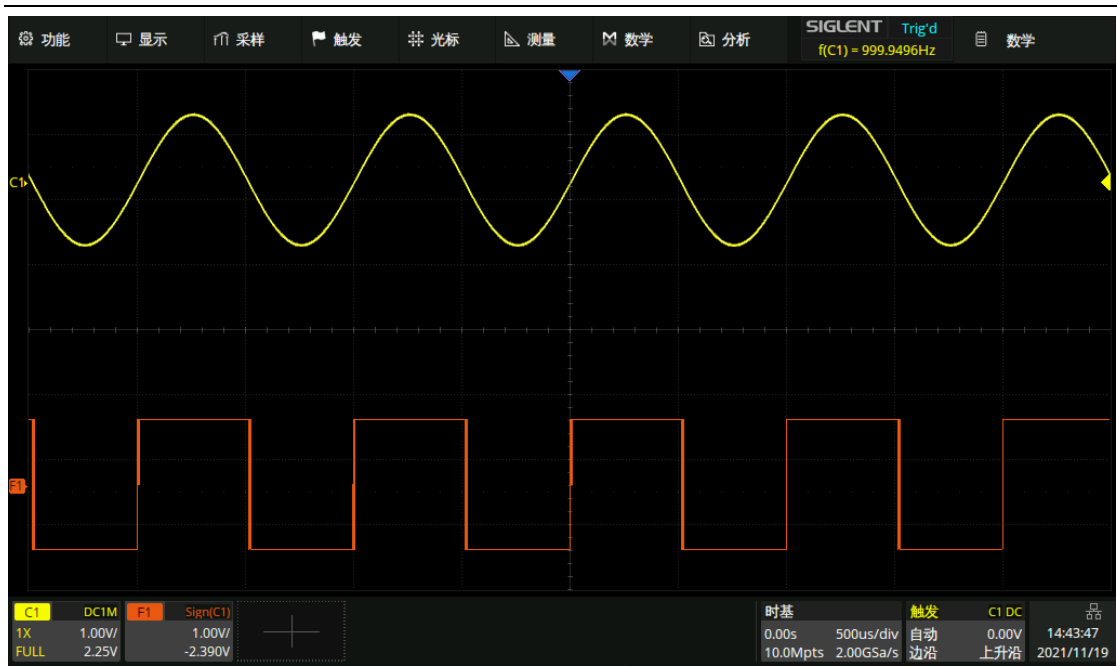 功能 显示 采样 触发 光标 测量 数学 分析 SIGLENT Trig'd 数学
f(C1) = 999.9496Hz
C1
F1
C1 DC1M F1 Sign(C1) 时基 触发 C1 DC
1X 1.00V/ 1.00V/ 0.00s 500us/div 自动 0.00V 14:43:47
FULL 2.25V -2.390V 10.0Mpts 2.00GSa/s 边沿 上升沿 2021/11/19